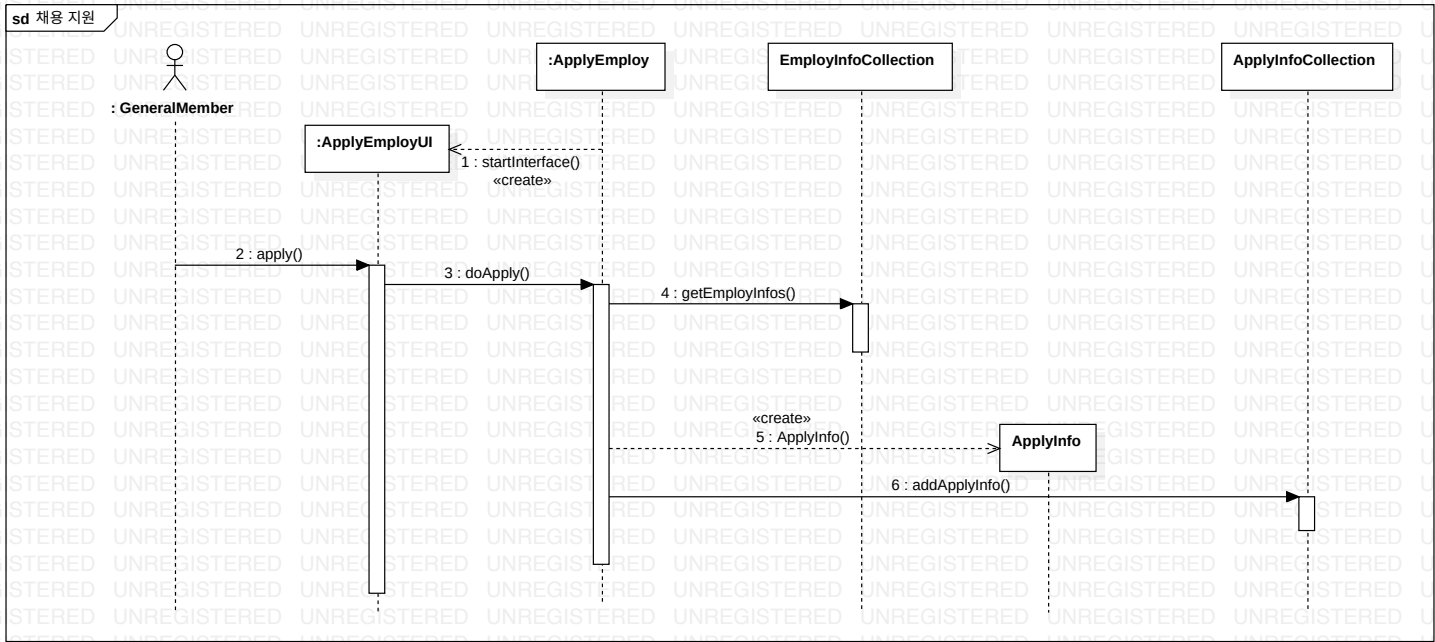 sd 채용 지원
: GeneralMember
:ApplyEmploy
EmployInfoCollection
ApplyInfoCollection
:ApplyEmployUI
1 : startInterface()
«create»
2 : apply()
3 : doApply()
4 : getEmployInfos()
«create»
5 : ApplyInfo()
ApplyInfo
6 : addApplyInfo()
UNREGISTERED